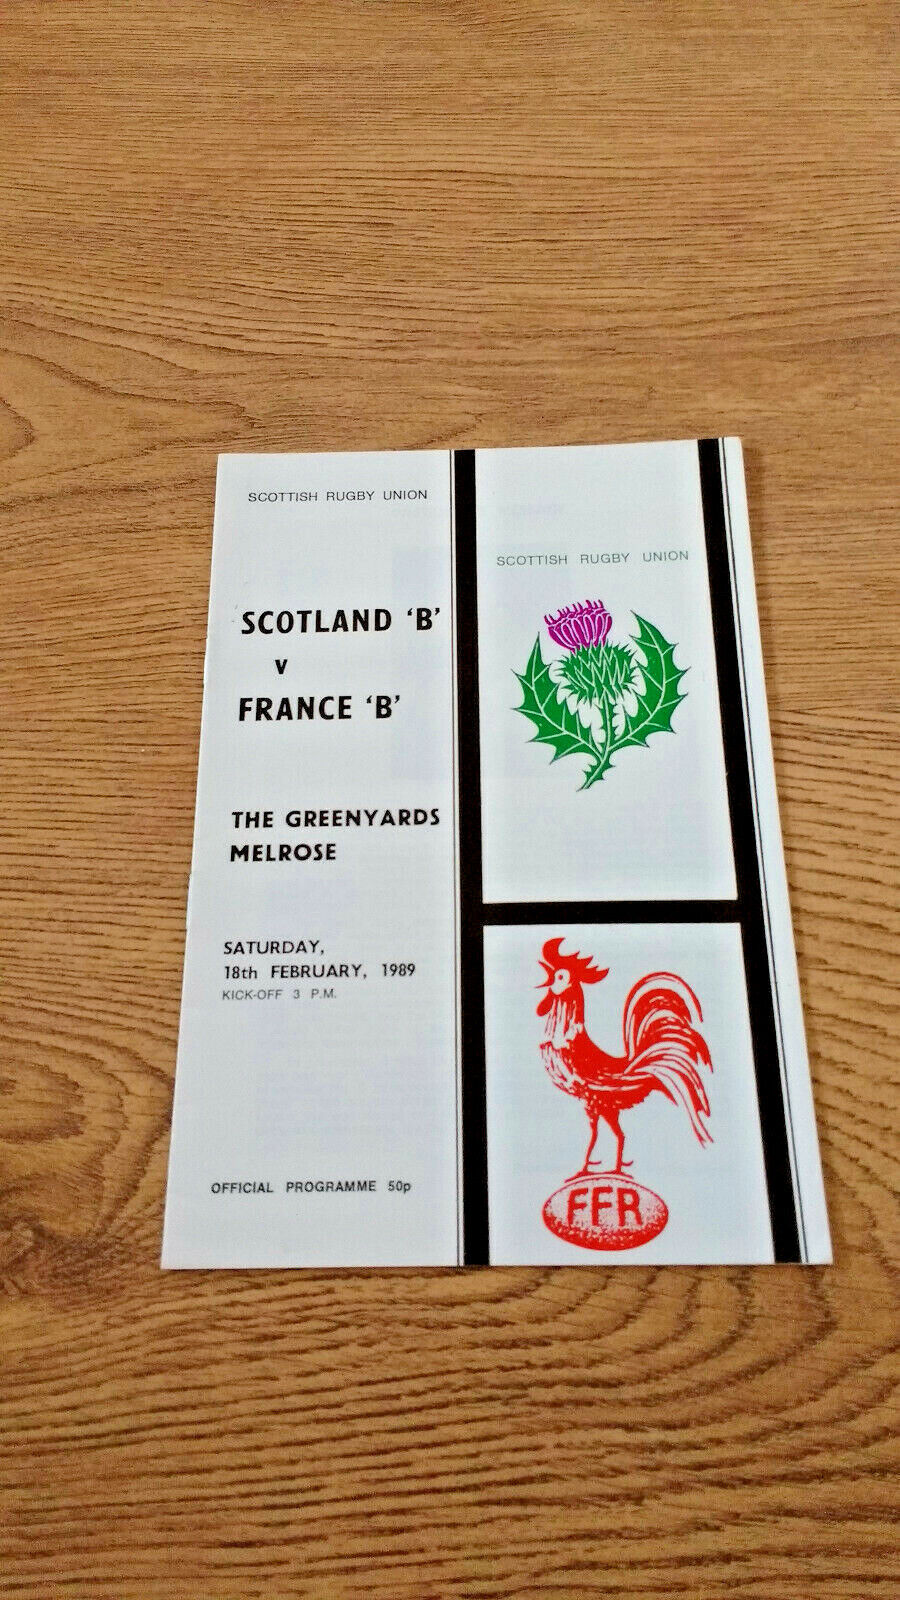 SCOTTISH RUGBY UNION
SCOTLAND ‘B’
v
FRANCE ‘B’
THE GREENYARDS
MELROSE
SATURDAY,
18th FEBRUARY, 1989
KICK-OFF 3 P.M.
OFFICIAL PROGRAMME 50p
SCOTTISH RUGBY UNION
FFR